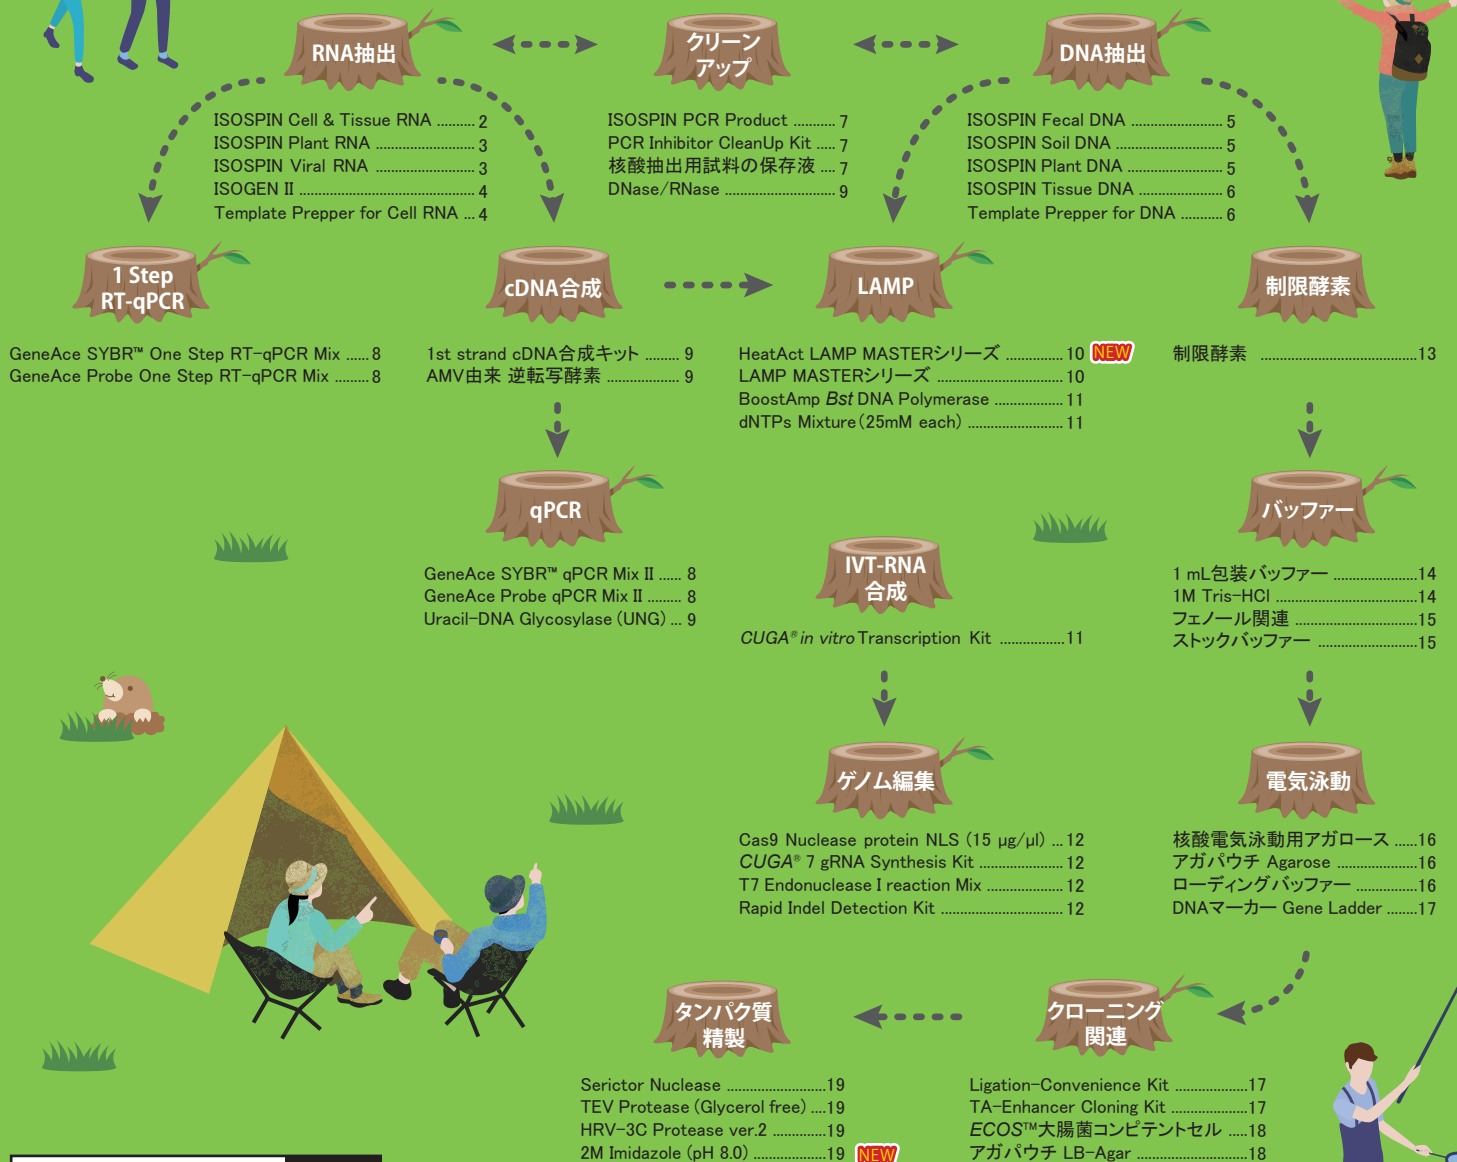 RNA抽出
ISOSPIN Cell & Tissue RNA .......... 2
ISOSPIN Plant RNA .......... 3
ISOSPIN Viral RNA .......... 3
ISOGEN II .......... 4
Template Prepper for Cell RNA ... 4
クリーン
アップ
ISOSPIN PCR Product ........... 7
PCR Inhibitor CleanUp Kit ..... 7
核酸抽出用試料の保存液 .... 7
DNase/RNase .......... 9
DNA抽出
ISOSPIN Fecal DNA .......... 5
ISOSPIN Soil DNA .......... 5
ISOSPIN Plant DNA .......... 5
ISOSPIN Tissue DNA .......... 6
Template Prepper for DNA ........... 6
1 Step
RT-qPCR
GeneAce SYBR™ One Step RT-qPCR Mix ...... 8
GeneAce Probe One Step RT-qPCR Mix ......... 8
cDNA合成
1st strand cDNA合成キット ......... 9
AMV由来 逆転写酵素 .......... 9
LAMP
HeatAct LAMP MASTERシリーズ .......... 10 NEW
LAMP MASTERシリーズ .......... 10
BoostAmp Bst DNA Polymerase .......... 11
dNTPs Mixture(25mM each) .......... 11
制限酵素
制限酵素 .......... 13
qPCR
GeneAce SYBR™ qPCR Mix II ...... 8
GeneAce Probe qPCR Mix II ......... 8
Uracil-DNA Glycosylase (UNG) ... 9
IVT-RNA
合成
CUGA® in vitro Transcription Kit .......... 11
バッファー
1 mL包装バッファー .......... 14
1M Tris-HCl .......... 14
フェノール関連 .......... 15
ストックバッファー .......... 15
ゲノム編集
Cas9 Nuclease protein NLS (15 μg/μl) ... 12
CUGA® 7 gRNA Synthesis Kit .......... 12
T7 Endonuclease I reaction Mix .......... 12
Rapid Indel Detection Kit .......... 12
電気泳動
核酸電気泳動用アガロース ...... 16
アガパウチ Agarose .......... 16
ローディングバッファー .......... 16
DNAマーカー Gene Ladder ........ 17
タンパク質
精製
Serictor Nuclease .......... 19
TEV Protease (Glycerol free) .... 19
HRV-3C Protease ver.2 .......... 19
2M Imidazole (pH 8.0) .......... 19 NEW
クローニング
関連
Ligation-Convenience Kit .......... 17
TA-Enhancer Cloning Kit .......... 17
ECOS™大腸菌コンピテントセル ..... 18
アガパウチ LB-Agar .......... 18